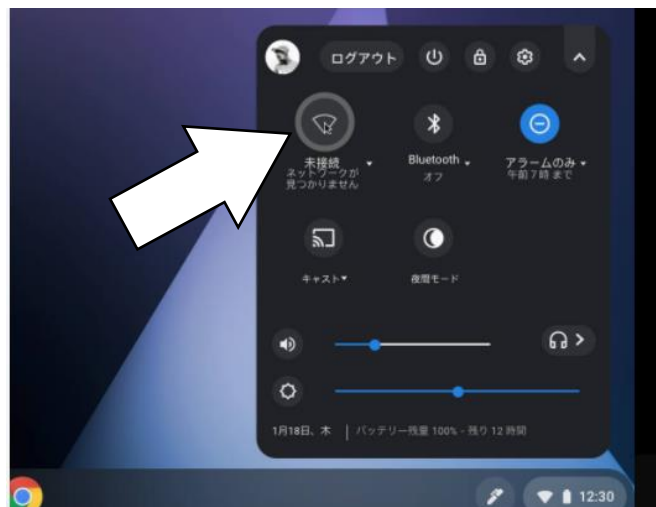 ログアウト
未接続
ネットワークが
見つかりません
Bluetooth
オフ
アラームのみ
午前 7 時 まで
キャスト
夜間モード
1月18日、木 | バッテリー残量 100% - 残り 12 時間
12:30